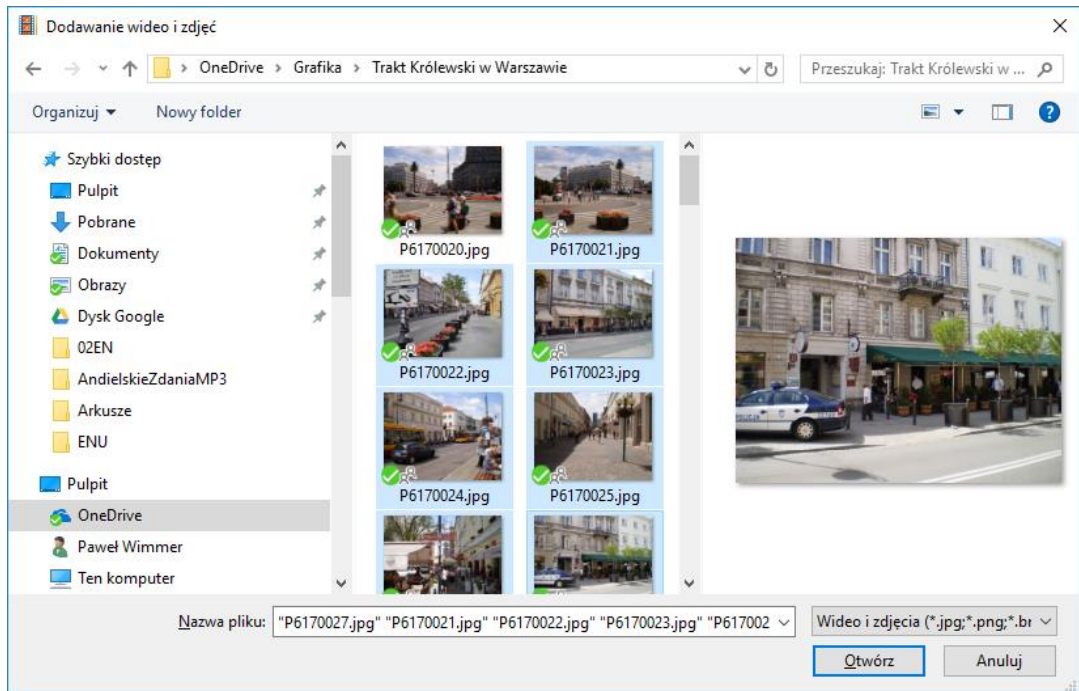 Dodawanie wideo i zdjęć
OneDrive > Grafika > Trakt Królewski w Warszawie
Przeszukaj: Trakt Królewski w ...
Organizuj
Nowy folder
Szybki dostęp
Pulpit
Pobrane
Dokumenty
Obrazy
Dysk Google
02EN
AndielskieZdaniaMP3
Arkusze
ENU
Pulpit
OneDrive
Paweł Wimmer
Ten komputer
P6170020.jpg
P6170021.jpg
P6170022.jpg
P6170023.jpg
P6170024.jpg
P6170025.jpg
Nazwa pliku: "P6170027.jpg" "P6170021.jpg" "P6170022.jpg" "P6170023.jpg" "P617002
Wideo i zdjęcia (*.jpg;*.png;*.br
Otwórz
Anuluj